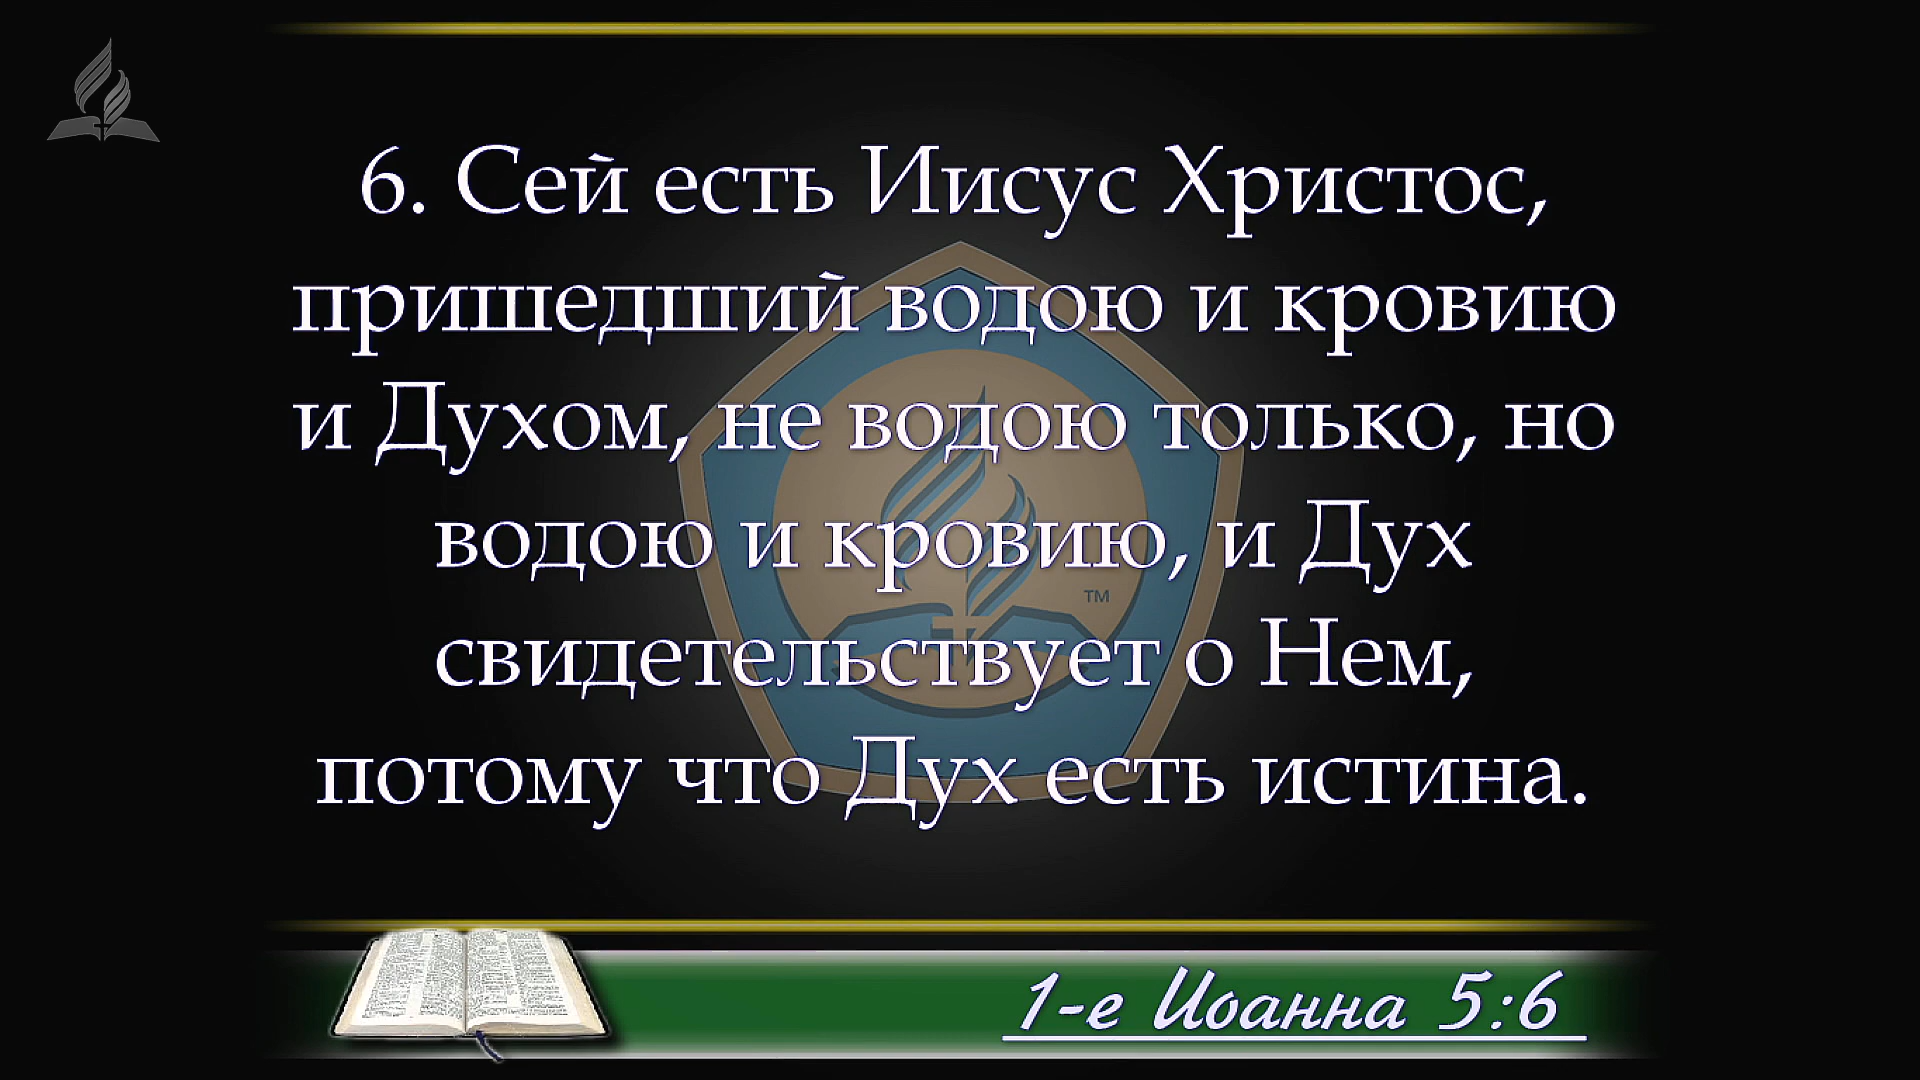 6. Сей есть Иисус Христос,
пришедший водою и кровию
и Духом, не водою только, но
водою и кровию, и Дух
свидетельствует о Нем,
потому что Дух есть истина.
TM
1-е Иоанна 5:6